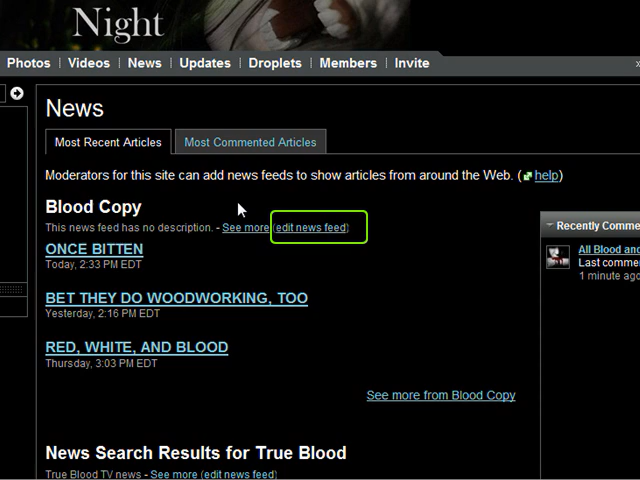 Night
Photos | Videos | News | Updates | Droplets | Members | Invite
x
News
Most Recent Articles Most Commented Articles
Moderators for this site can add news feeds to show articles from around the Web. ( help)
Blood Copy
This news feed has no description. - See more (edit news feed)
ONCE BITTEN
Today, 2:33 PM EDT
BET THEY DO WOODWORKING, TOO
Yesterday, 2:16 PM EDT
RED, WHITE, AND BLOOD
Thursday, 3:03 PM EDT
See more from Blood Copy
News Search Results for True Blood
True Blood TV news - See more (edit news feed)
Recently Comme
All Blood and
Last comme
1 minute ago